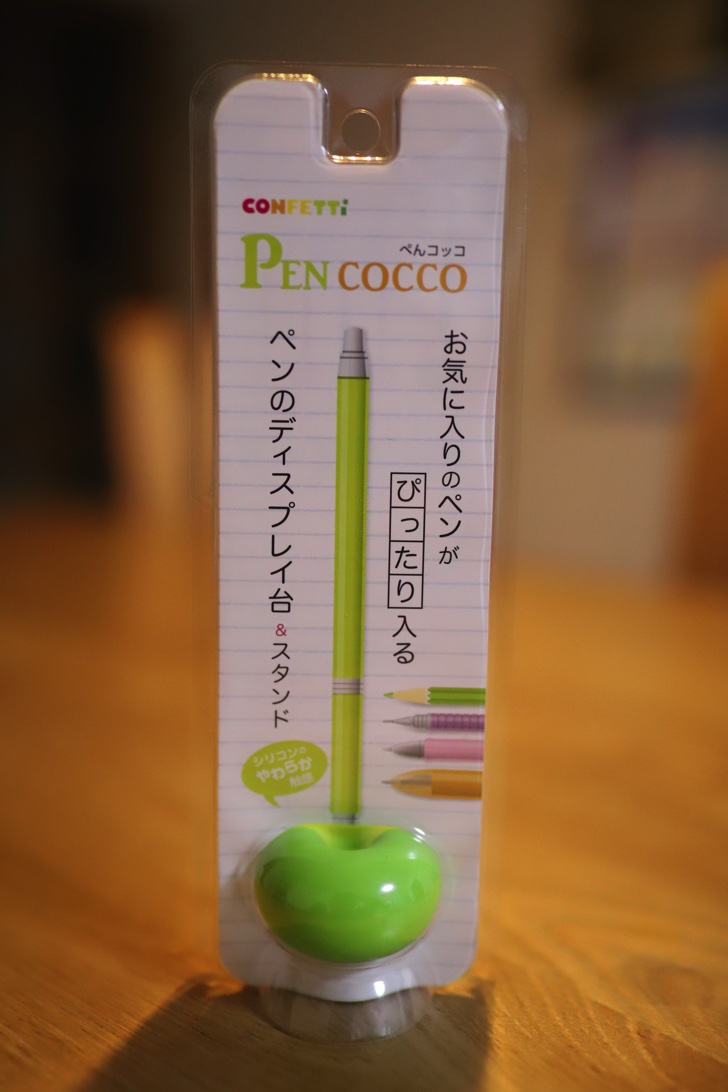 CONFETTi
ぺんコッコ
PEN COCCO
お気に入りのペンが
ぴったり入る
ペンのディスプレイ台&スタンド
シリコンの
やわらか
触感